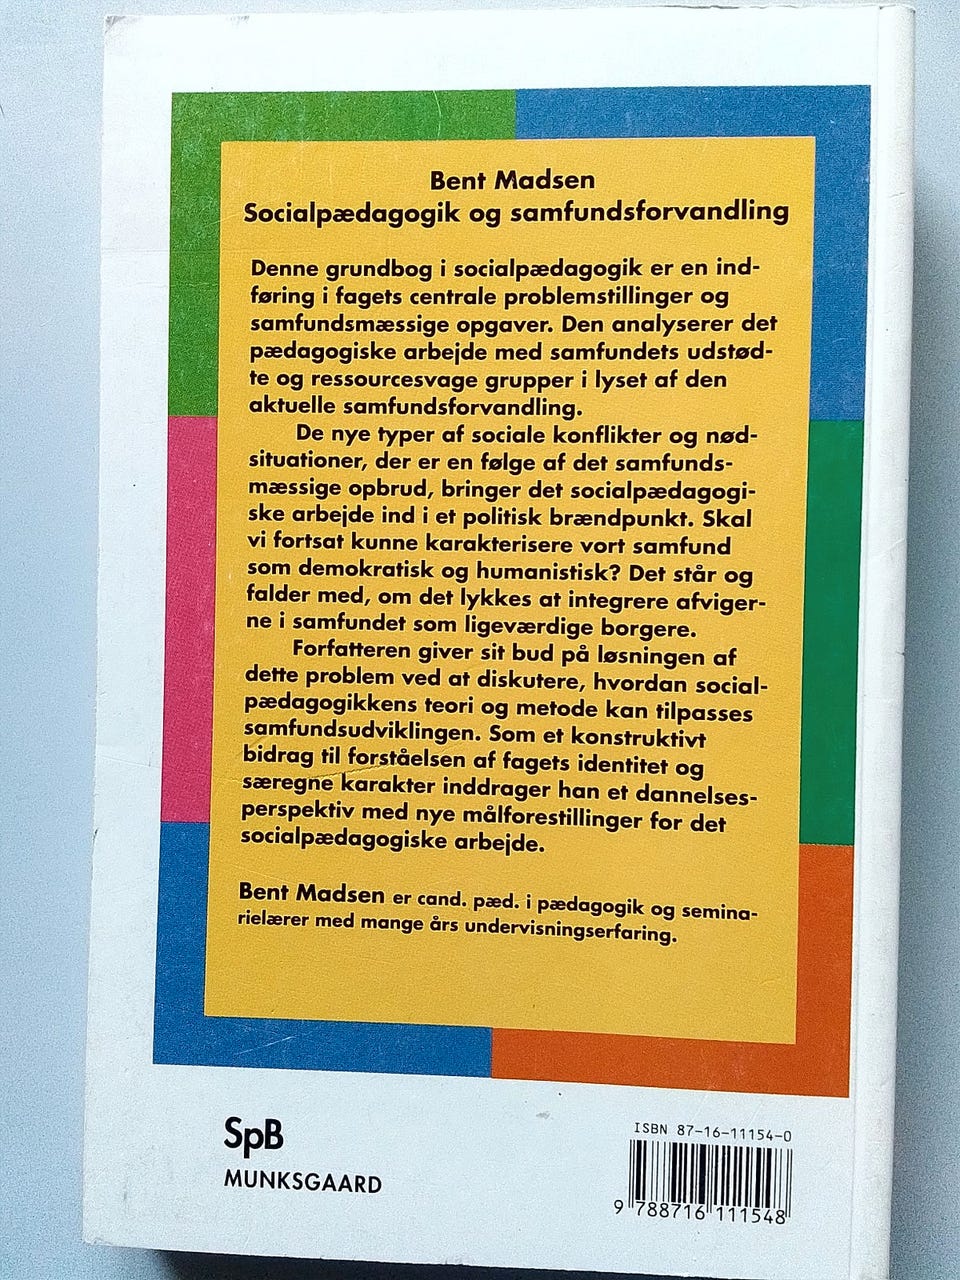 Bent Madsen
Socialpædagogik og samfundsforvandling
Denne grundbog i socialpædagogik er en ind-
føring i fagets centrale problemstillinger og
samfundsmæssige opgaver. Den analyserer det
pædagogiske arbejde med samfundets udstød-
te og ressourcesvage grupper i lyset af den
aktuelle samfundsforvandling.
De nye typer af sociale konflikter og nød-
situationer, der er en følge af det samfunds-
mæssige opbrud, bringer det socialpædagogi-
ske arbejde ind i et politisk brændpunkt. Skal
vi fortsat kunne karakterisere vort samfund
som demokratisk og humanistisk? Det står og
falder med, om det lykkes at integrere afviger-
ne i samfundet som ligeværdige borgere.
Forfatteren giver sit bud på løsningen af
dette problem ved at diskutere, hvordan social-
pædagogikkens teori og metode kan tilpasses
samfundsudviklingen. Som et konstruktivt
bidrag til forståelsen af fagets identitet og
særegne karakter inddrager han et dannelses-
perspektiv med nye målforestillinger for det
socialpædagogiske arbejde.
Bent Madsen er cand. pæd. i pædagogik og semina-
rielærer med mange års undervisningserfaring.
SpB
MUNKSGAARD
ISBN 87-16-11154-0
9 788716 111548